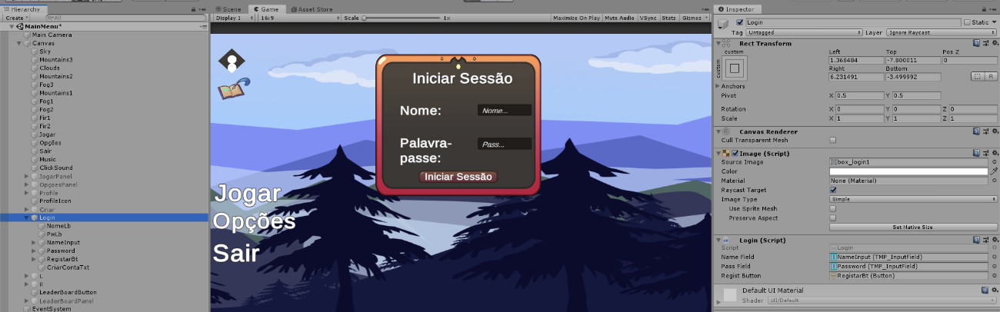 Hierarchy
Create
All
MainMenu*
Main Camera
Canvas
Sky
Mountains3
Clouds
Mountains2
Fog3
Mountains1
Fog1
Fog2
Fir1
Fir2
Jogar
Opções
Sair
Music
ClickSound
JogarPanel
OpçoesPanel
Profile
ProfileIcon
Criar
Login
NomeLb
PwLb
NameInput
Password
RegistarBt
CriarContaTxt
L
R
LeaderBoardButton
LeaderBoardPanel
EventSystem
Scene Game Asset Store
Display 1 16:9 Scale 1x Maximize On Play Mute Audio VSync Stats Gizmos
Iniciar Sessão
Nome: Nome...
Palavra-
passe: Pass...
Iniciar Sessão
Jogar
Opções
Sair
Inspector
Login Static
Tag Untagged Layer Ignore Raycast
Rect Transform
custom Left Top Pos Z
custom 1.368484 -7.800011 0
Right Bottom
6.231491 -3.499992 R
Anchors
Pivot X 0.5 Y 0.5
Rotation X 0 Y 0 Z 0
Scale X 1 Y 1 Z 1
Canvas Renderer
Cull Transparent Mesh
Image (Script)
Source Image box_login1
Color
Material None (Material)
Raycast Target
Image Type Simple
Use Sprite Mesh
Preserve Aspect
Set Native Size
Login (Script)
Script Login
Name Field NameInput (TMP_InputField)
Pass Field Password (TMP_InputField)
Regist Button RegistarBt (Button)
Default UI Material
Shader UI/Default